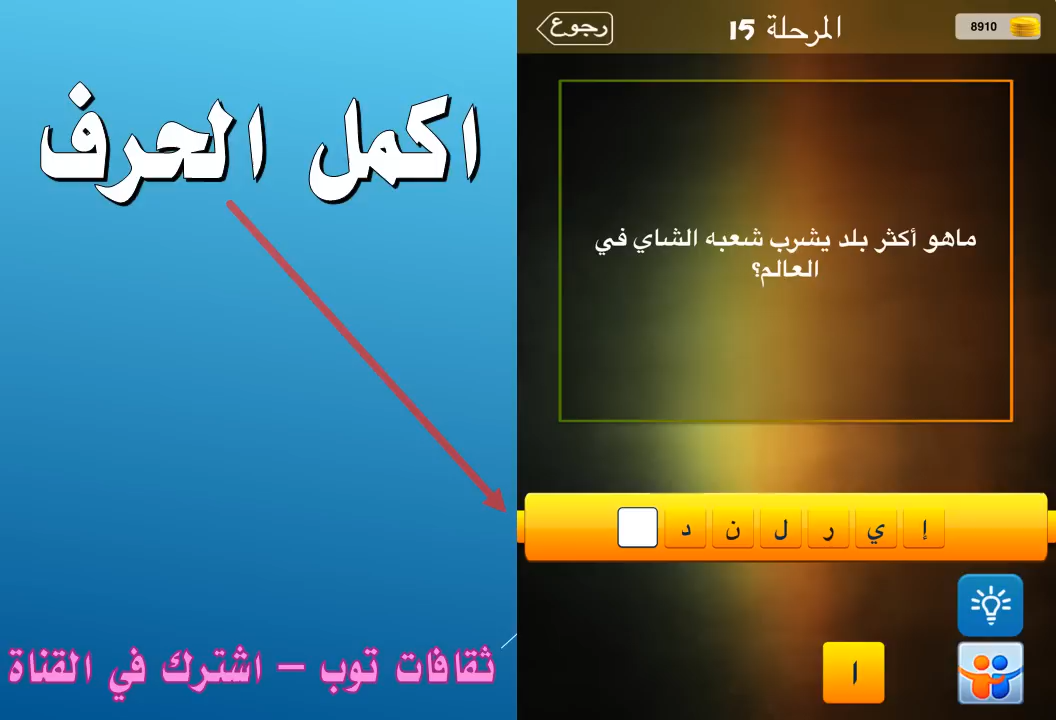 اكمل الحرف
ثقافات توب – اشترك في القناة
رجوع
المرحلة 15
8910
ماهو أكثر بلد يشرب شعبه الشاي في
العالم؟
إ ي ر ل ن د
ا